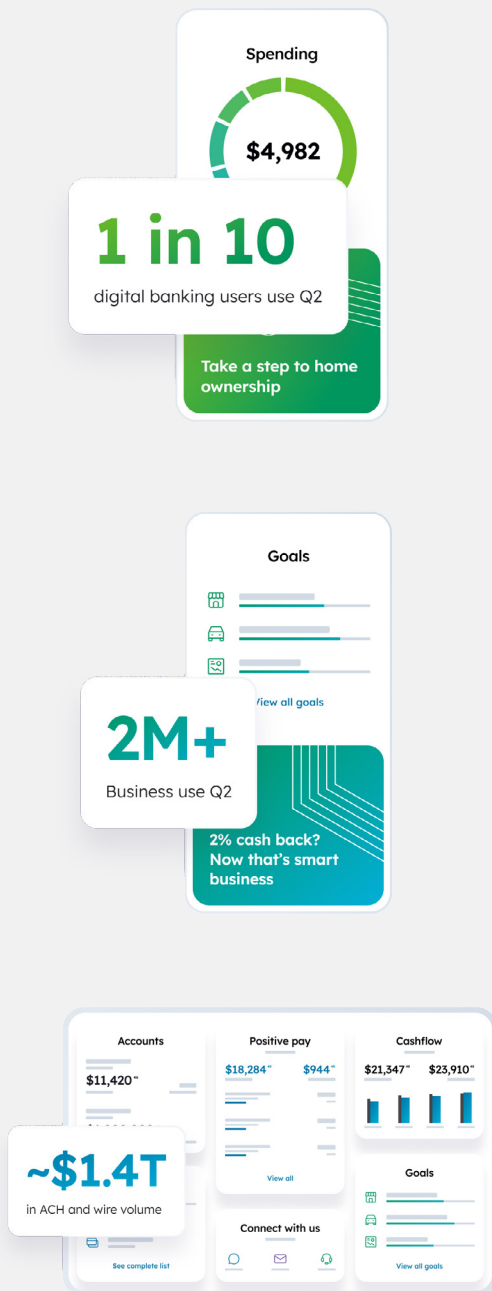 Spending
$4,982
1 in 10
digital banking users use Q2
Take a step to home
ownership
Goals
View all goals
2M+
Business use Q2
2% cash back?
Now that's smart
business
Accounts
$11,420
Positive pay
$18,284 $944
View all
Cashflow
$21,347 $23,910
~$1.4T
in ACH and wire volume
See complete list
Connect with us
Goals
View all goals